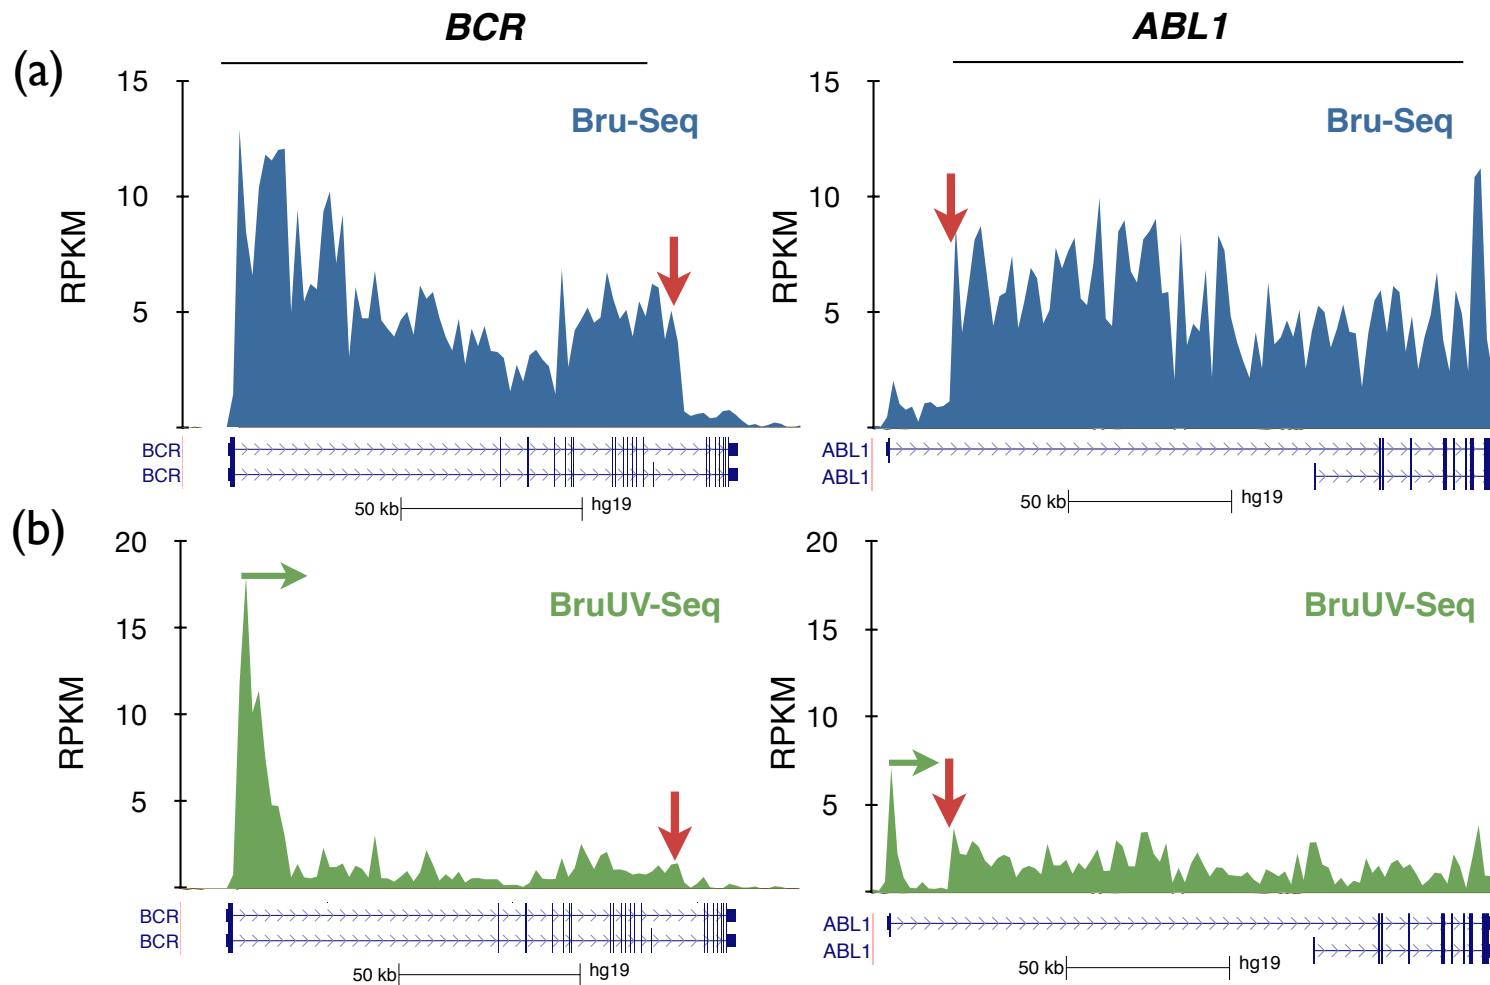 BCR ABL1
(a)
15 15
Bru-Seq Bru-Seq
10 10
RPKM RPKM
5 5
BCR ABL1
BCR ABL1
50 kb hg19 50 kb hg19
(b)
20 20
BruUV-Seq BruUV-Seq
15 15
10 10
RPKM RPKM
5 5
BCR ABL1
BCR ABL1
50 kb hg19 50 kb hg19